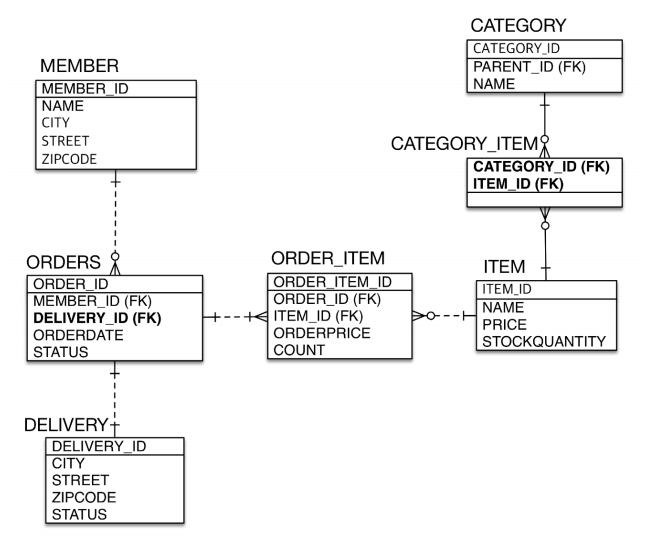 CATEGORY
CATEGORY_ID
PARENT_ID (FK)
NAME
MEMBER
MEMBER_ID
NAME
CITY
STREET
ZIPCODE
CATEGORY_ITEM
CATEGORY_ID (FK)
ITEM_ID (FK)
ORDERS
ORDER_ID
MEMBER_ID (FK)
DELIVERY_ID (FK)
ORDERDATE
STATUS
ORDER_ITEM
ORDER_ITEM_ID
ORDER_ID (FK)
ITEM_ID (FK)
ORDERPRICE
COUNT
ITEM
ITEM_ID
NAME
PRICE
STOCKQUANTITY
DELIVERY
DELIVERY_ID
CITY
STREET
ZIPCODE
STATUS